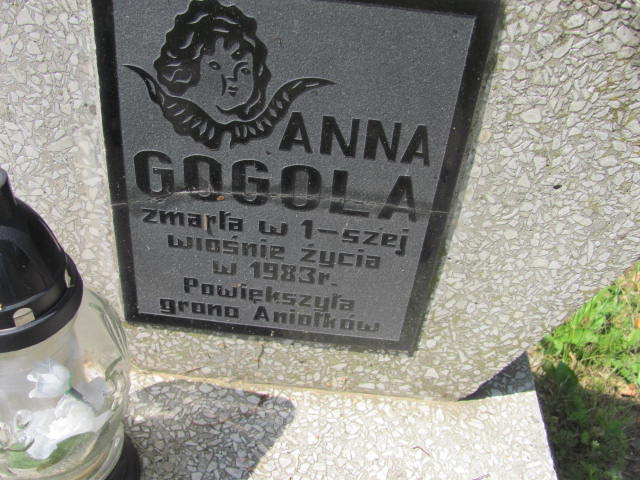 ANNA
GOGOLA
zmarła w 1-szej
wiośnie życia
w 1983r.
Powiększyła
grono Aniołków